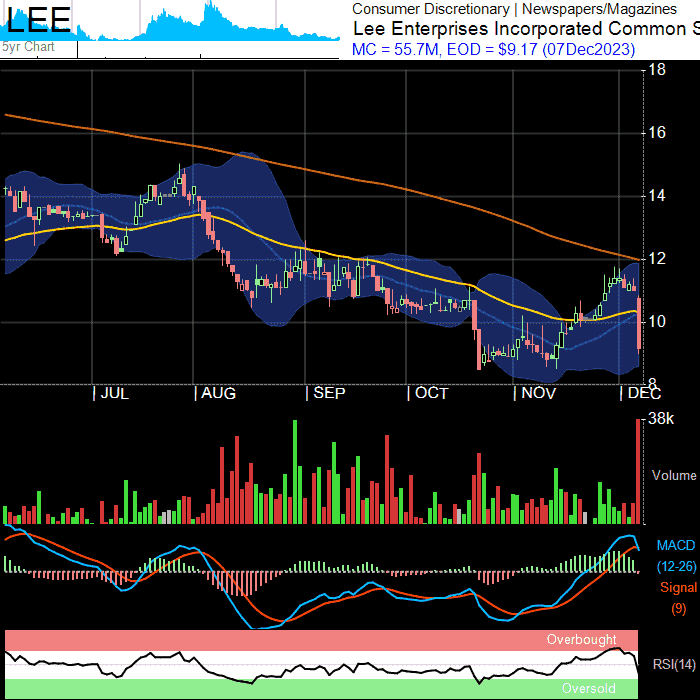 LEE
5yr Chart
Consumer Discretionary | Newspapers/Magazines
Lee Enterprises Incorporated Common S
MC = 55.7M, EOD = $9.17 (07Dec2023)
18
16
14
12
10
8
JUL AUG SEP OCT NOV DEC
38k
Volume
MACD
(12-26)
Signal
(9)
Overbought
RSI(14)
Oversold